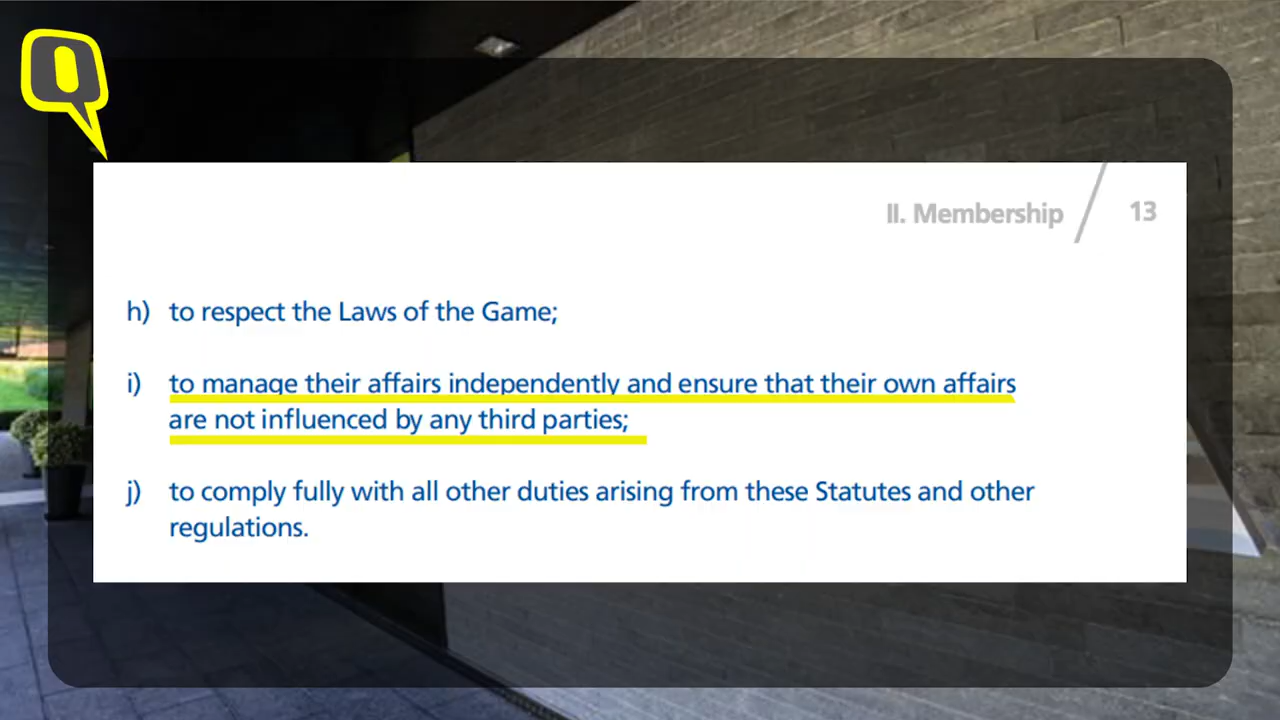 II. Membership 13
h) to respect the Laws of the Game;
i) to manage their affairs independently and ensure that their own affairs
are not influenced by any third parties;
j) to comply fully with all other duties arising from these Statutes and other
regulations.